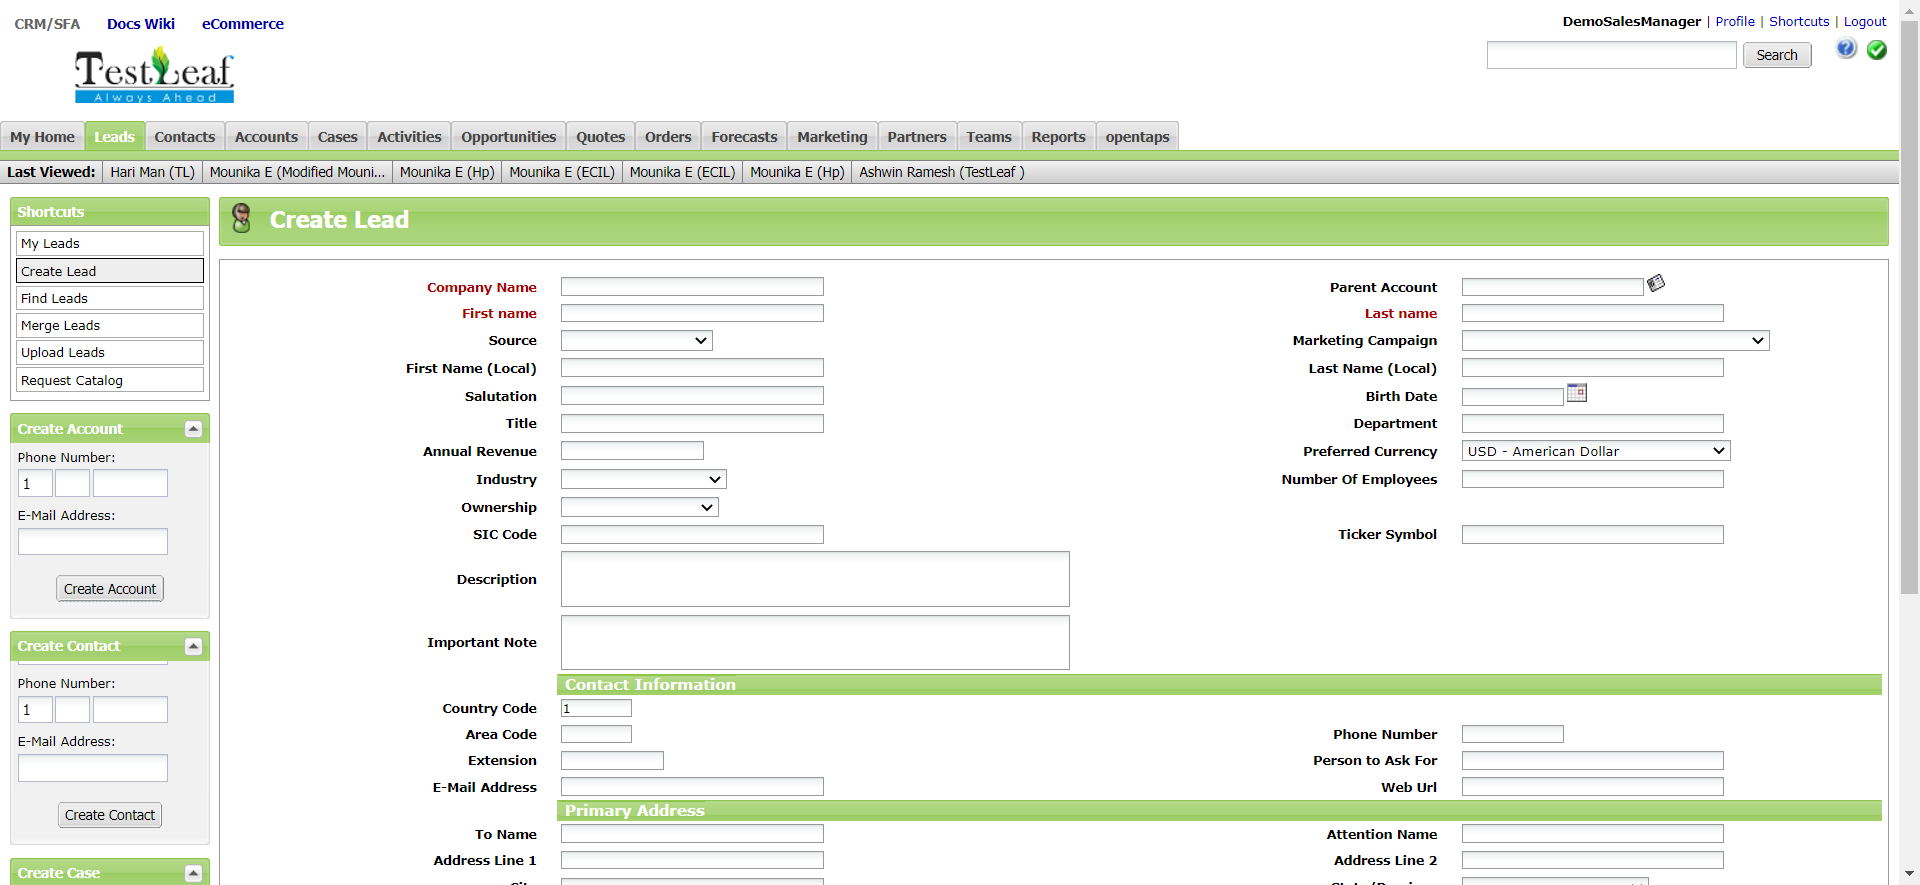 CRM/SFA Docs Wiki eCommerce
DemoSalesManager | Profile | Shortcuts | Logout
Search
TestLeaf
Always Ahead
My Home Leads Contacts Accounts Cases Activities Opportunities Quotes Orders Forecasts Marketing Partners Teams Reports opentaps
Last Viewed: Hari Man (TL) Mounika E (Modified Mouni... Mounika E (Hp) Mounika E (ECIL) Mounika E (ECIL) Mounika E (Hp) Ashwin Ramesh (TestLeaf )
Shortcuts
My Leads
Create Lead
Find Leads
Merge Leads
Upload Leads
Request Catalog
Create Account
Phone Number:
1
E-Mail Address:
Create Account
Create Contact
Phone Number:
1
E-Mail Address:
Create Contact
Create Case
Create Lead
Company Name Parent Account
First name Last name
Source Marketing Campaign
First Name (Local) Last Name (Local)
Salutation Birth Date
Title Department
Annual Revenue Preferred Currency USD - American Dollar
Industry Number Of Employees
Ownership
SIC Code Ticker Symbol
Description
Important Note
Contact Information
Country Code 1
Area Code Phone Number
Extension Person to Ask For
E-Mail Address Web Url
Primary Address
To Name Attention Name
Address Line 1 Address Line 2